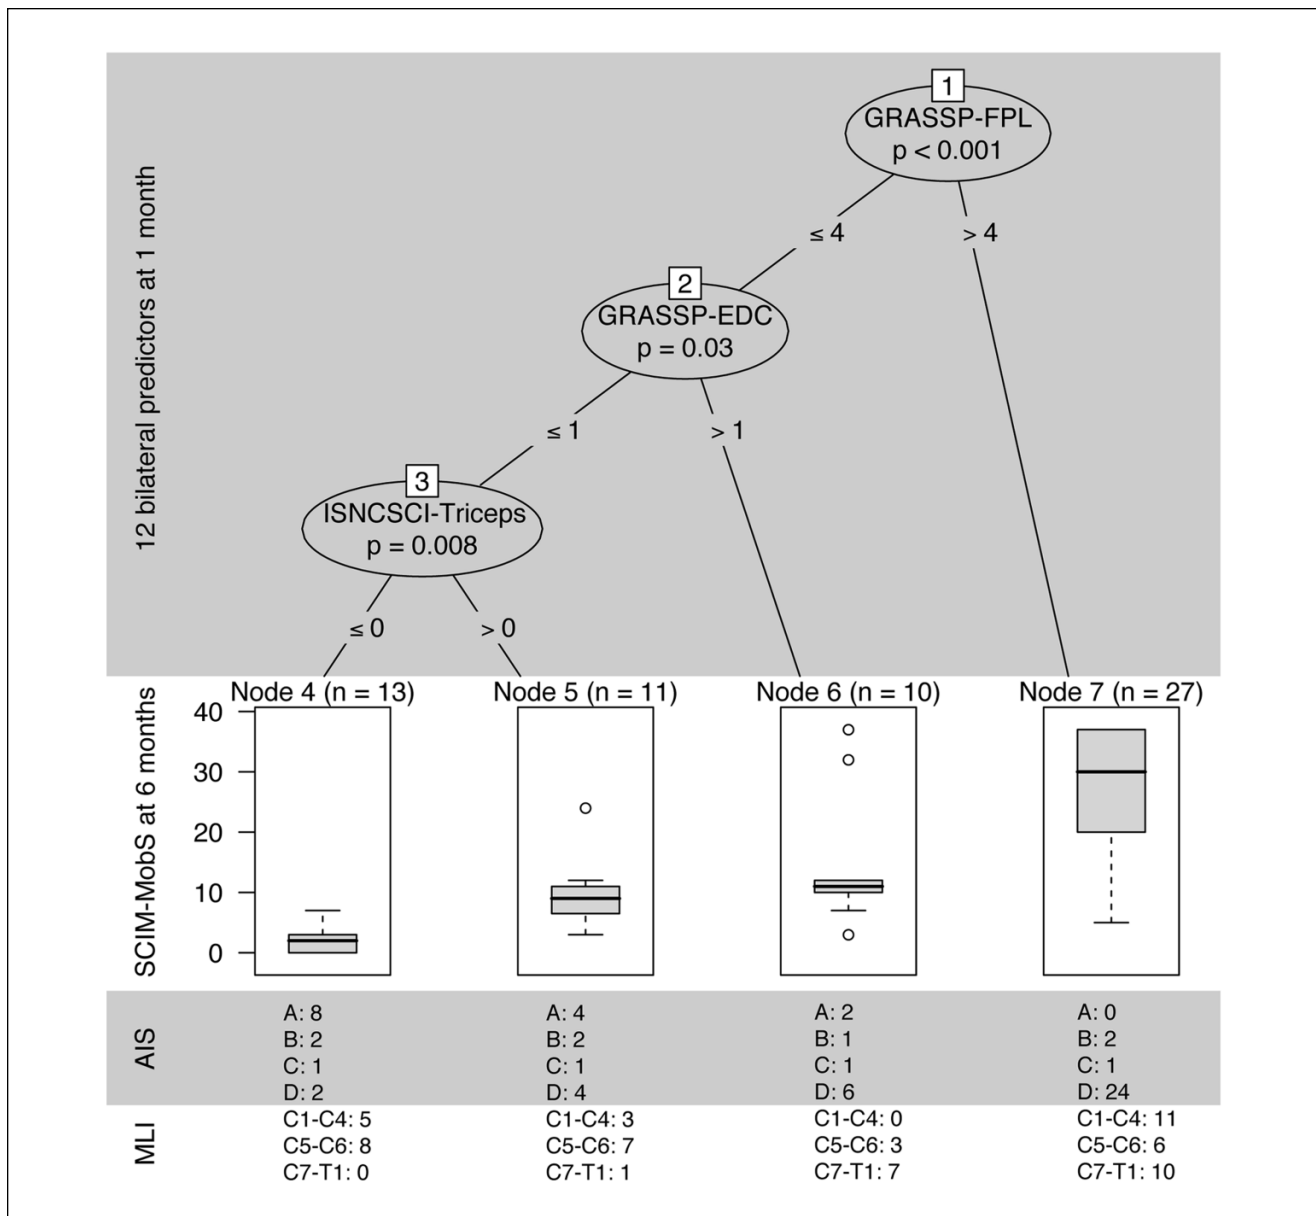 12 bilateral predictors at 1 month
1
GRASSP-FPL
p < 0.001
≤ 4
> 4
2
GRASSP-EDC
p = 0.03
≤ 1
> 1
3
ISNCSCI-Triceps
p = 0.008
≤ 0
> 0
SCIM-MobS at 6 months
Node 4 (n = 13)
Node 5 (n = 11)
Node 6 (n = 10)
Node 7 (n = 27)
40
30
20
10
0
AIS
A: 8
B: 2
C: 1
D: 2
A: 4
B: 2
C: 1
D: 4
A: 2
B: 1
C: 1
D: 6
A: 0
B: 2
C: 1
D: 24
MLI
C1-C4: 5
C5-C6: 8
C7-T1: 0
C1-C4: 3
C5-C6: 7
C7-T1: 1
C1-C4: 0
C5-C6: 3
C7-T1: 7
C1-C4: 11
C5-C6: 6
C7-T1: 10